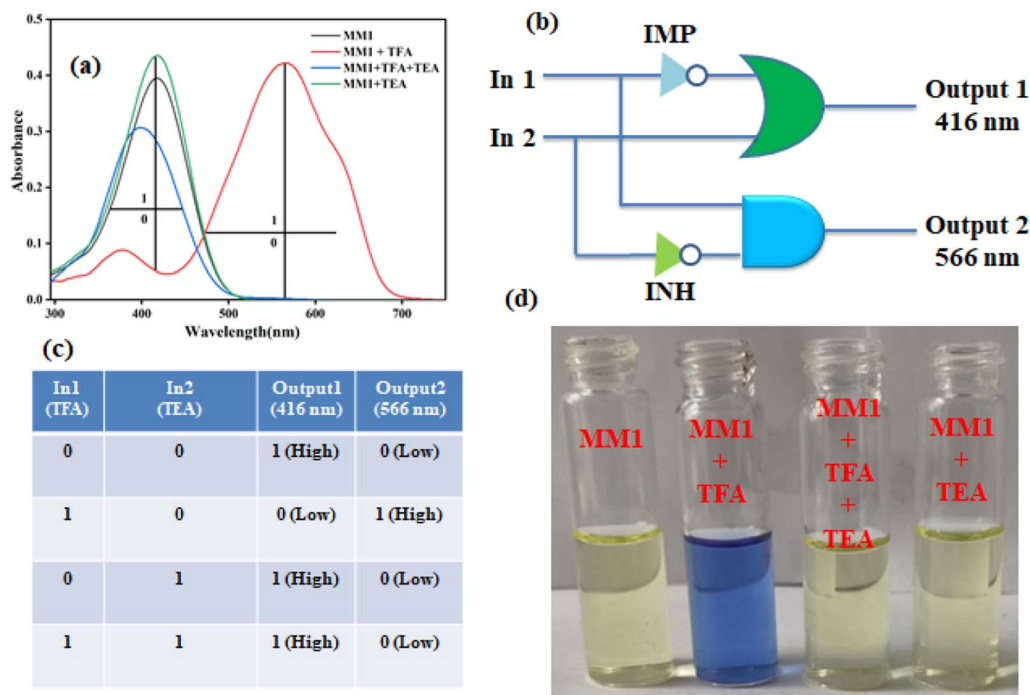 (a)
0.5
0.4
0.3
0.2
0.1
0.0
Absorbance
MM1
MM1 + TFA
MM1+TFA+TEA
MM1+TEA
1
0
1
0
300
400
500
600
700
Wavelength(nm)
(b)
IMP
In 1
In 2
Output 1
416 nm
Output 2
566 nm
INH
(c)
In1
(TFA)
In2
(TEA)
Output1
(416 nm)
Output2
(566 nm)
0
0
1 (High)
0 (Low)
1
0
0 (Low)
1 (High)
0
1
1 (High)
0 (Low)
1
1
1 (High)
0 (Low)
(d)
MM1
MM1
+
TFA
MM1
+
TFA
+
TEA
MM1
+
TEA